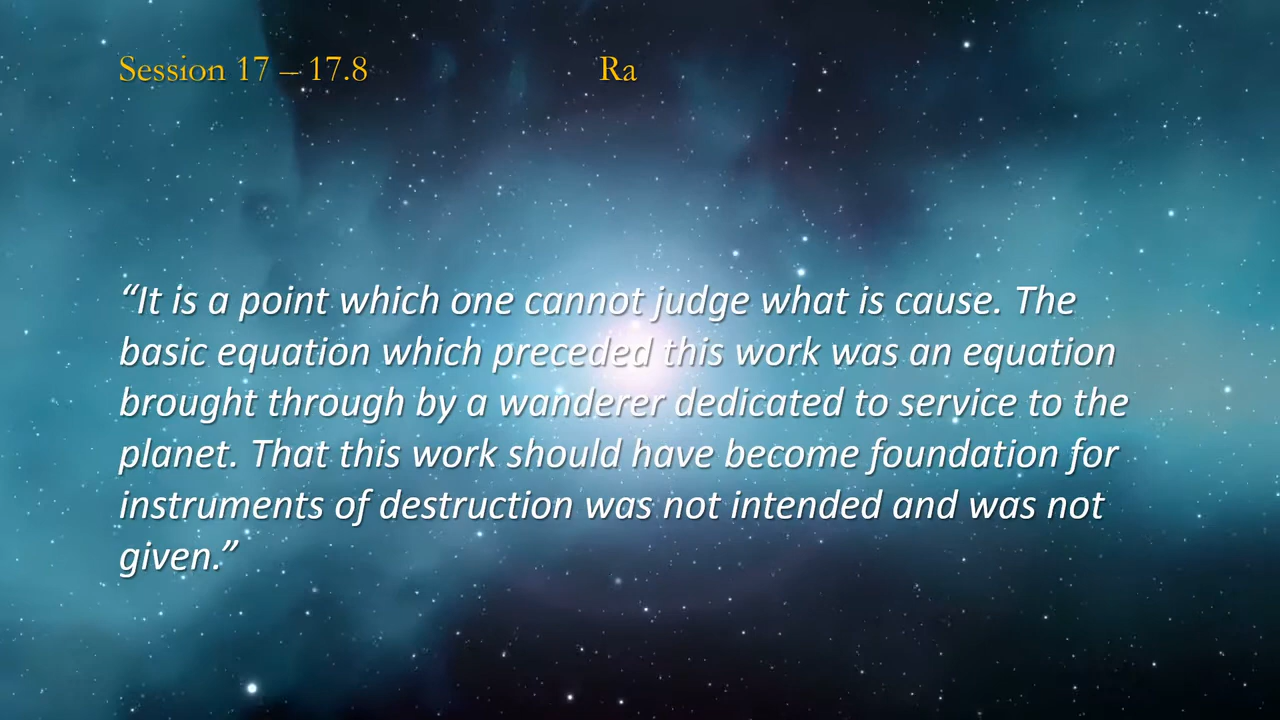 Session 17 – 17.8 Ra
“It is a point which one cannot judge what is cause. The
basic equation which preceded this work was an equation
brought through by a wanderer dedicated to service to the
planet. That this work should have become foundation for
instruments of destruction was not intended and was not
given.”